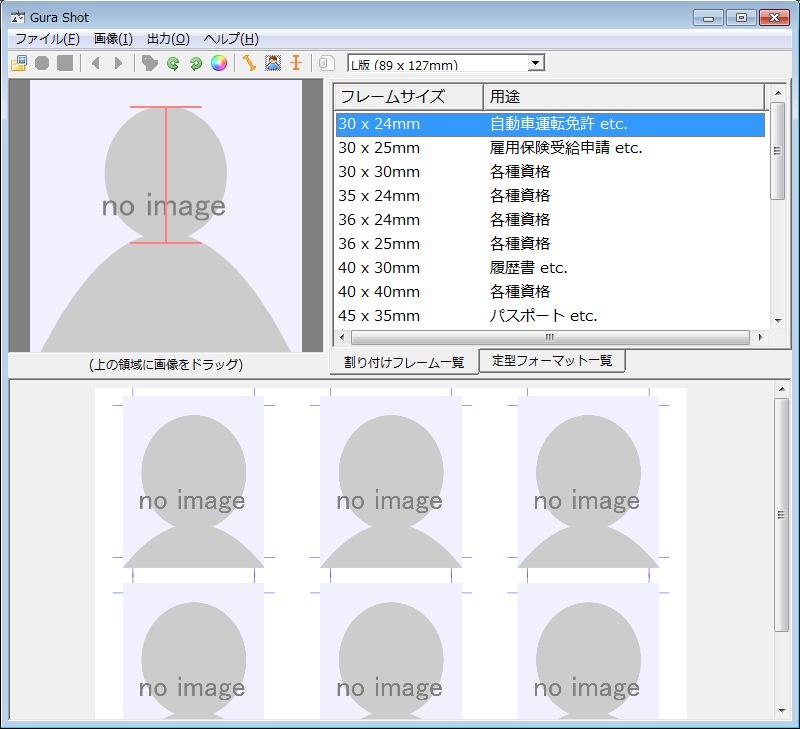 Gura Shot
ファイル(F) 画像(I) 出力(O) ヘルプ(H)
L版 (89 x 127mm)
no image
(上の領域に画像をドラッグ)
フレームサイズ 用途
30 x 24mm 自動車運転免許 etc.
30 x 25mm 雇用保険受給申請 etc.
30 x 30mm 各種資格
35 x 24mm 各種資格
36 x 24mm 各種資格
36 x 25mm 各種資格
40 x 30mm 履歴書 etc.
40 x 40mm 各種資格
45 x 35mm パスポート etc.
割り付けフレーム一覧 定型フォーマット一覧
no image no image no image
no image no image no image